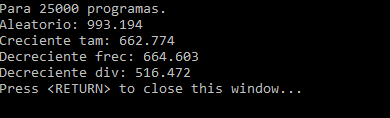 Para 25000 programas.
Aleatorio: 993.194
Creciente tam: 662.774
Decreciente frec: 664.603
Decreciente div: 516.472
Press <RETURN> to close this window...